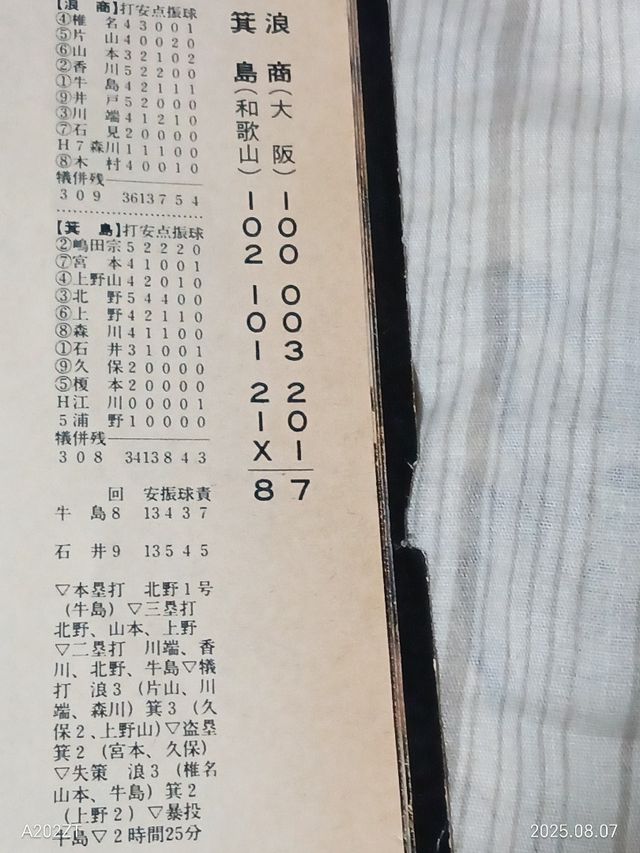 浪商(大阪) 100 003 201 7
箕島(和歌山) 102 101 21X 8
【浪 商】打安点振球
④椎 名43001
⑤片 山40020
⑥山 本32102
②香 川52200
①牛 島42111
⑨井 戸52000
③川 端41210
⑦石 見20000
H7森川11100
⑧木 村40010
犠併残
3 0 9 3613754
【箕 島】打安点振球
②嶋田宗52220
⑦宮 本41001
④上野山42010
③北 野54400
⑥上 野42110
⑧森 川41100
①石 井31001
⑨久 保20000
⑤榎 本20000
H江 川00001
5浦 野10000
犠併残
3 0 8 3413843
回 安振球責
牛 島8 13437
石 井9 13545
▽本塁打 北野1号
(牛島)▽三塁打
北野、山本、上野
▽二塁打 川端、香
川、北野、牛島▽犠
打 浪3(片山、川
端、森川)箕3(久
保2、上野山)▽盗塁
箕2(宮本、久保)
▽失策 浪3(椎名
山本、牛島)箕2
(上野2)▽暴投
牛島▽2時間25分
A202ZT
2025.08.07